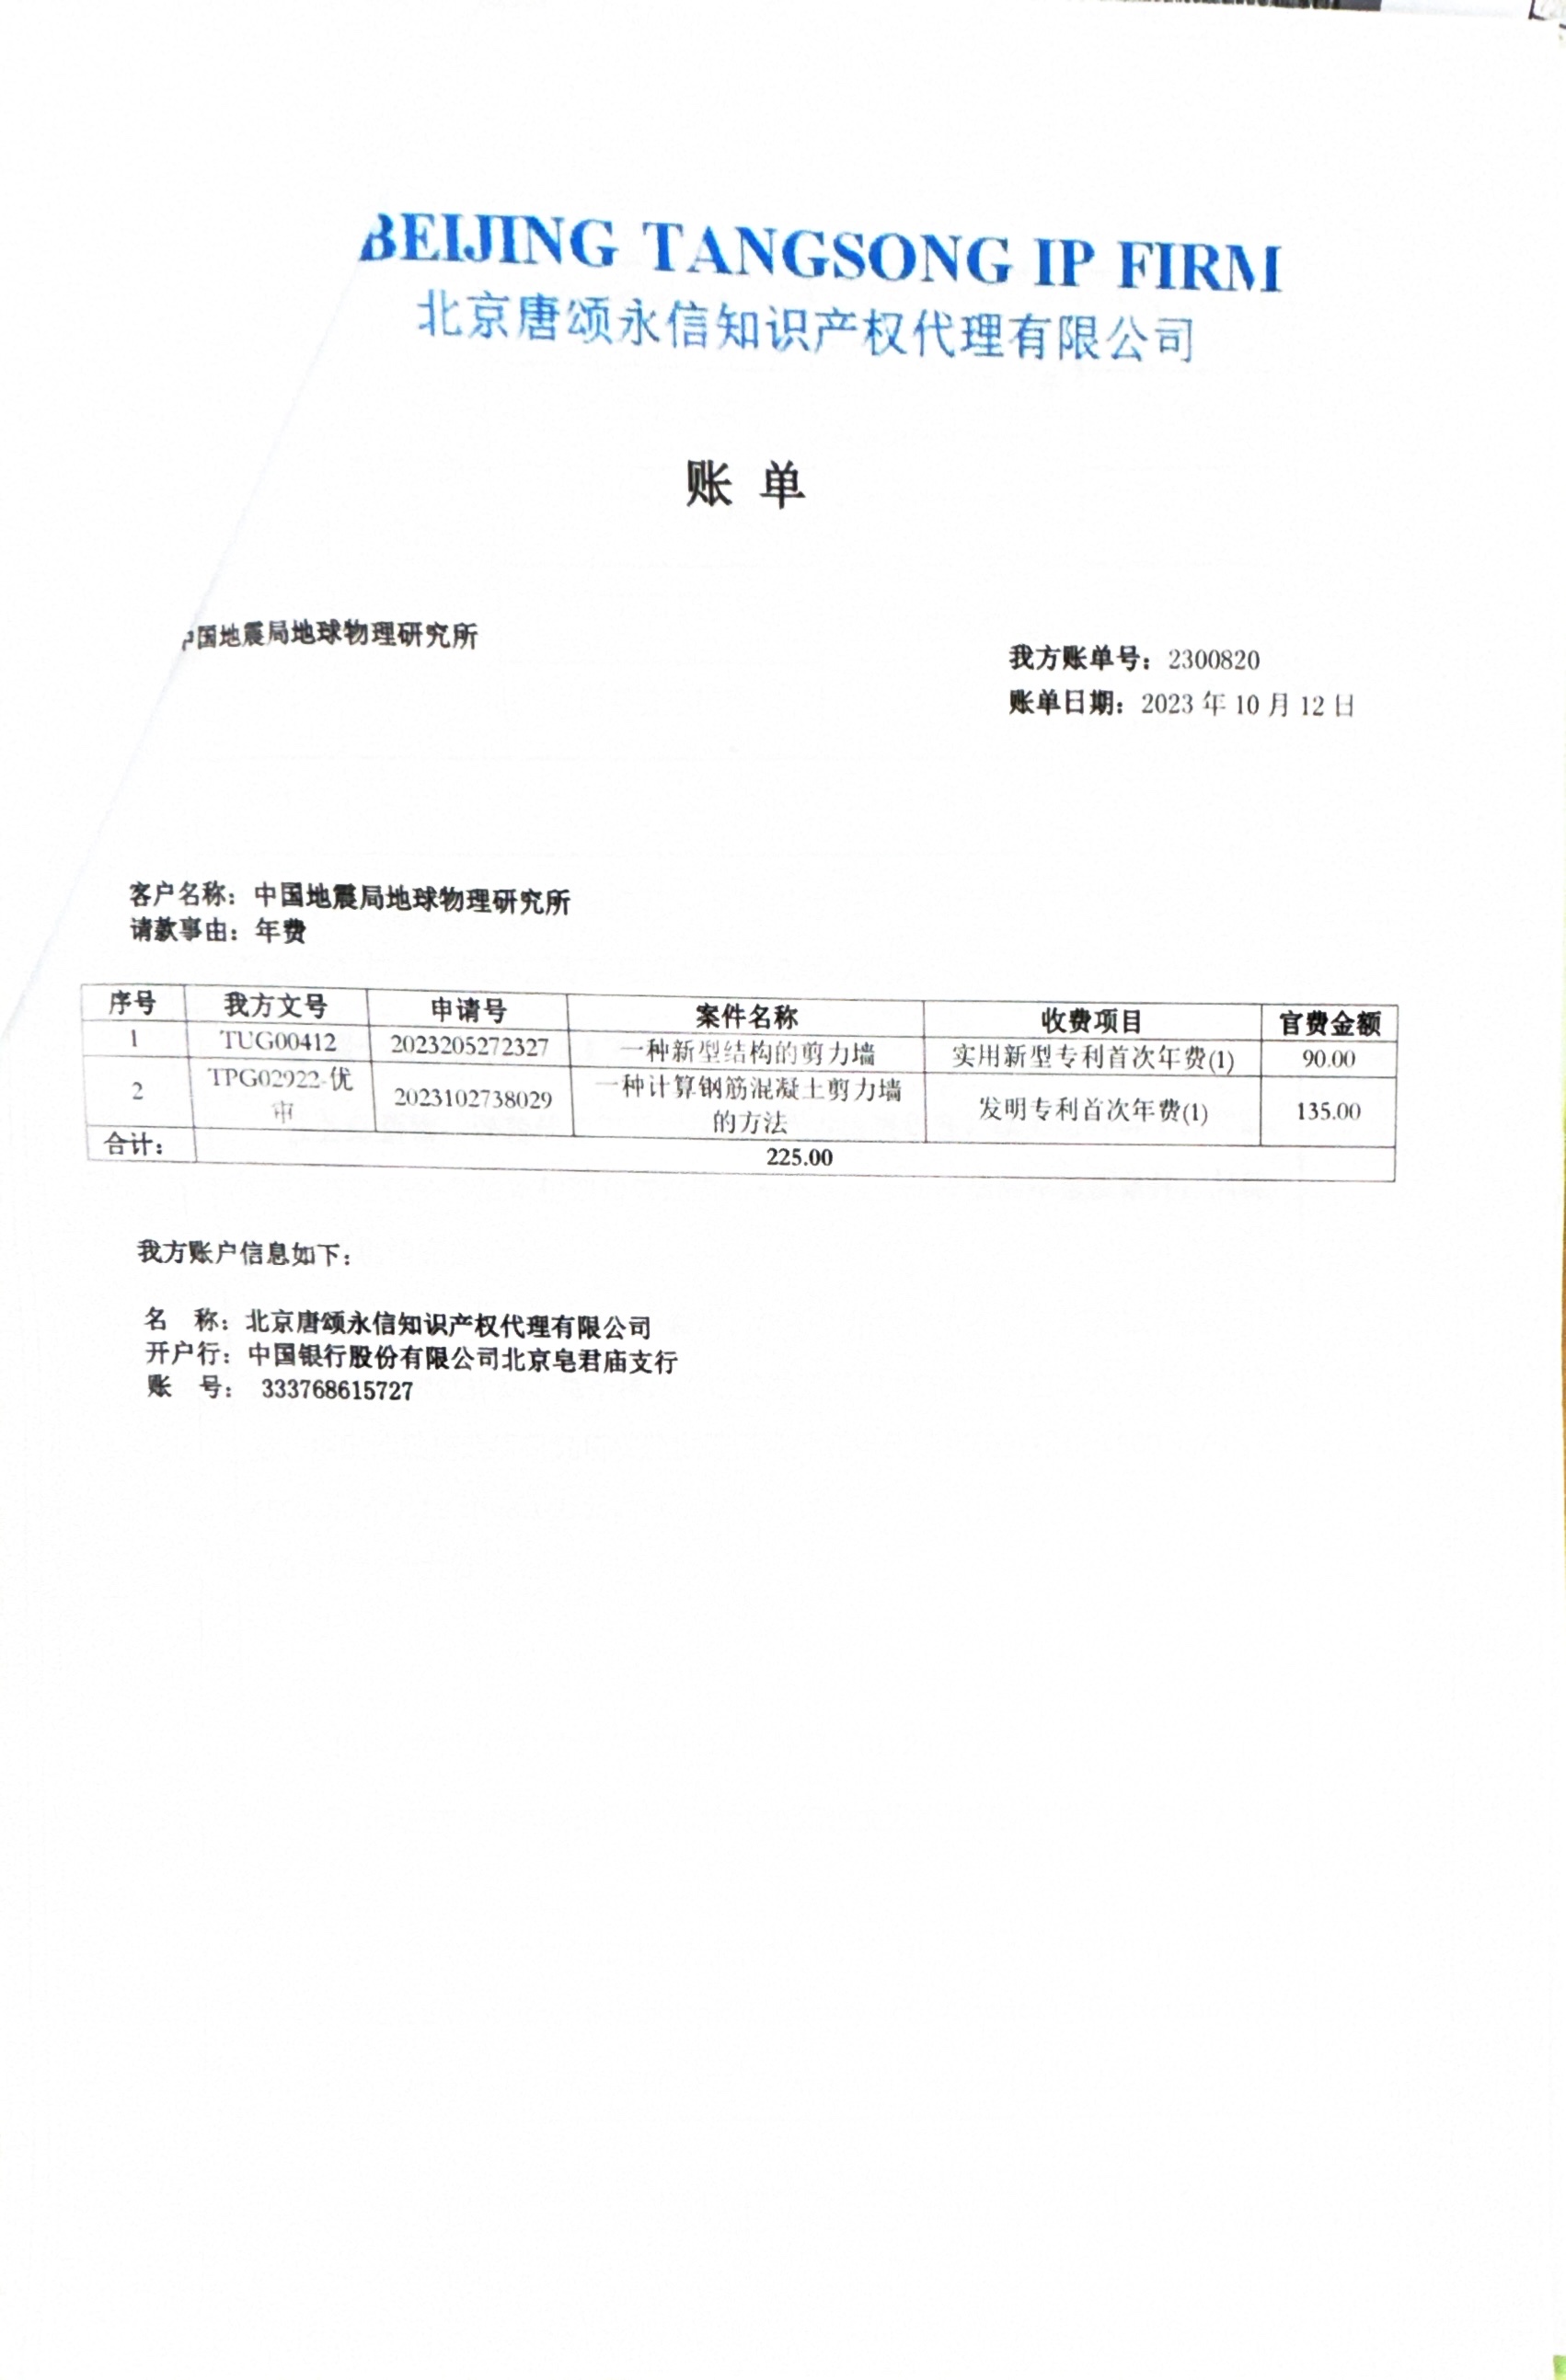 BEIJING TANGSONG IP FIRM
北京唐颂永信知识产权代理有限公司
账 单
中国地震局地球物理研究所
我方账单号：2300820
账单日期：2023 年 10 月 12 日
客户名称：中国地震局地球物理研究所
请款事由：年费
序号 我方文号 申请号 案件名称 收费项目 官费金额
1 TUG00412 2023205272327 一种新型结构的剪力墙 实用新型专利首次年费(1) 90.00
2 TPG02922-优审 2023102738029 一种计算钢筋混凝土剪力墙的方法 发明专利首次年费(1) 135.00
合计： 225.00
我方账户信息如下：
名 称：北京唐颂永信知识产权代理有限公司
开户行：中国银行股份有限公司北京皂君庙支行
账 号： 333768615727